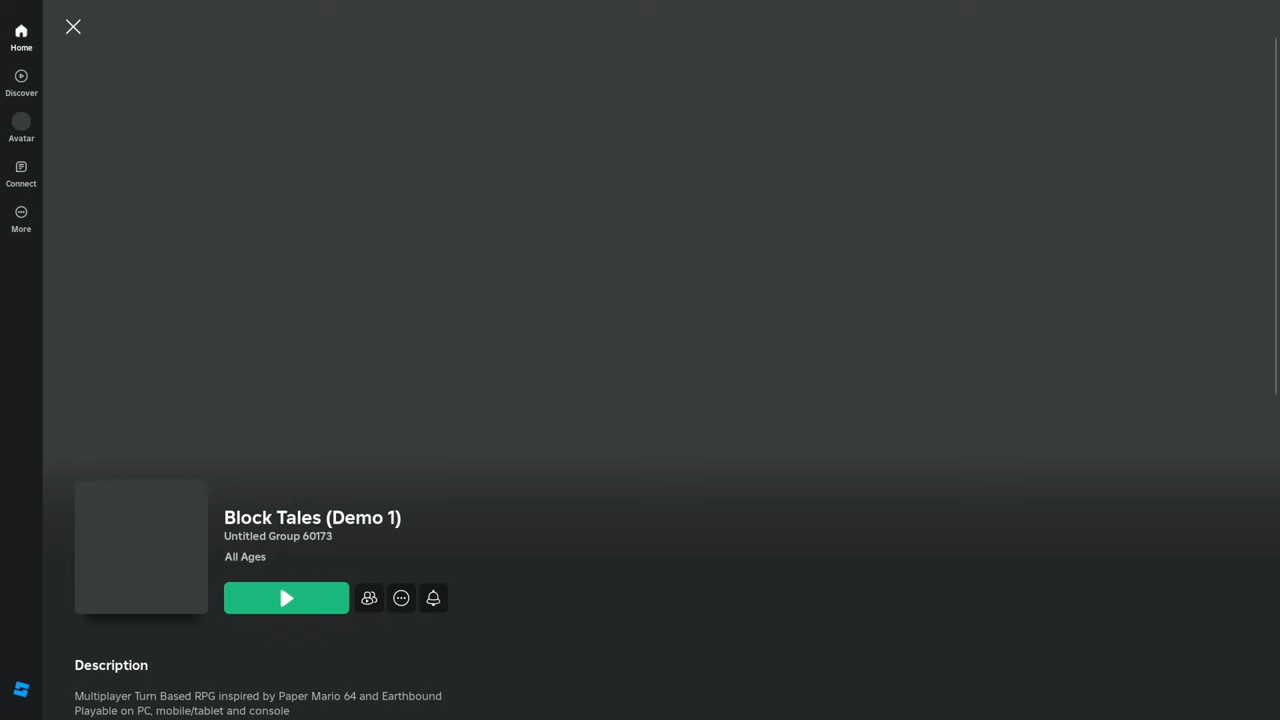 Home
Discover
Avatar
Connect
More
Block Tales (Demo 1)
Untitled Group 60173
All Ages
Description
Multiplayer Turn Based RPG inspired by Paper Mario 64 and Earthbound
Playable on PC, mobile/tablet and console